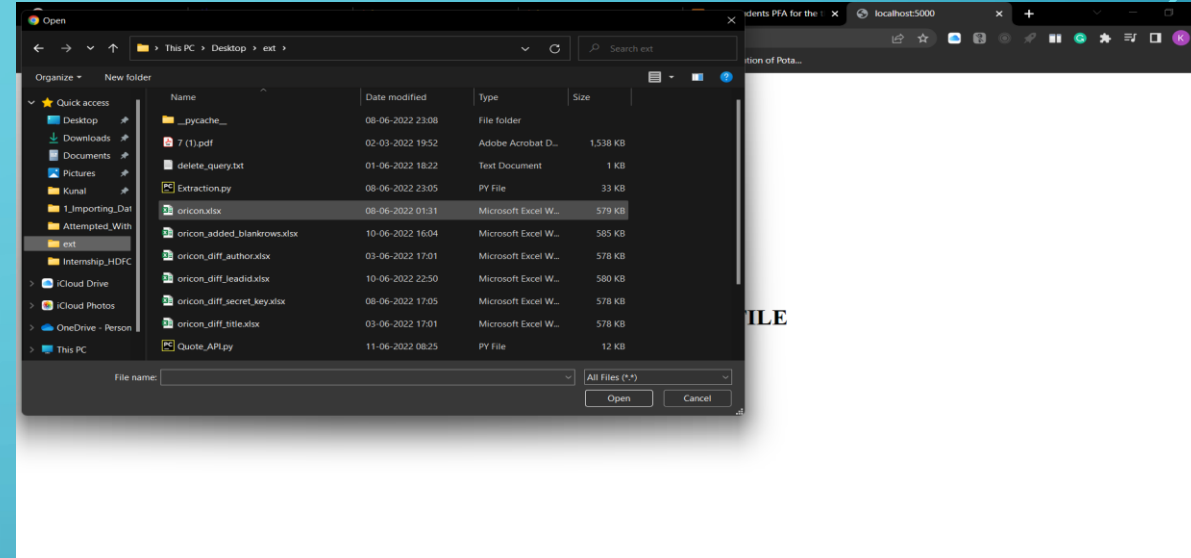 Open
idents PFA for the
localhost:5000
This PC > Desktop > ext >
Search ext
ition of Pota...
K
Organize
New folder
Name Date modified Type Size
Quick access
Desktop
Downloads
Documents
Pictures
Kunal
1_Importing_Dat
Attempted_With
ext
Internship_HDFC
iCloud Drive
iCloud Photos
OneDrive - Person
This PC
__pycache__ 08-06-2022 23:08 File folder
7 (1).pdf 02-03-2022 19:52 Adobe Acrobat D... 1,538 KB
delete_query.txt 01-06-2022 18:22 Text Document 1 KB
Extraction.py 08-06-2022 23:05 PY File 33 KB
oricon.xlsx 08-06-2022 01:31 Microsoft Excel W... 579 KB
oricon_added_blankrows.xlsx 10-06-2022 16:04 Microsoft Excel W... 585 KB
oricon_diff_author.xlsx 03-06-2022 17:01 Microsoft Excel W... 578 KB
oricon_diff_leadid.xlsx 10-06-2022 22:50 Microsoft Excel W... 580 KB
oricon_diff_secret_key.xlsx 08-06-2022 17:05 Microsoft Excel W... 578 KB
oricon_diff_title.xlsx 03-06-2022 17:01 Microsoft Excel W... 578 KB
Quote_API.py 11-06-2022 08:25 PY File 12 KB
ILE
File name:
All Files (*.*)
Open
Cancel